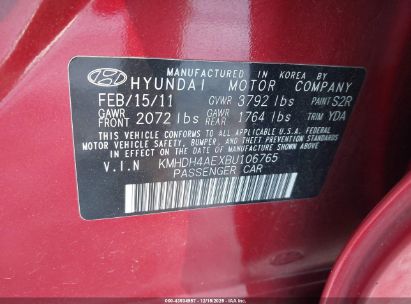 MANUFACTURED IN KOREA BY
HYUNDAI MOTOR COMPANY
FEB/15/11 GVWR 3792 lbs PAINT S2R
GAWR FRONT 2072 lbs GAWR REAR 1764 lbs TRIM YDA
THIS VEHICLE CONFORMS TO ALL APPLICABLE U.S.A. FEDERAL
MOTOR VEHICLE SAFETY, BUMPER, AND THEFT PREVENTION
STANDARDS IN EFFECT ON THE DATE OF MANUFACTURE SHOWN ABOVE.
V.I.N KMHDH4AEXBU106765
PASSENGER CAR